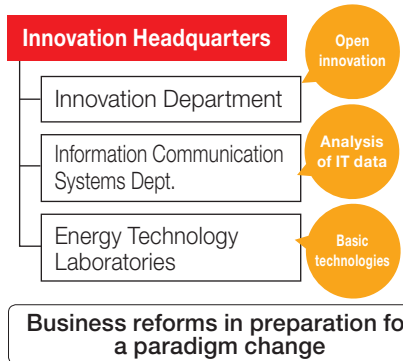 Innovation Headquarters
Open
innovation
Innovation Department
Information Communication
Systems Dept.
Analysis
of IT data
Energy Technology
Laboratories
Basic
technologies
Business reforms in preparation fo
a paradigm change